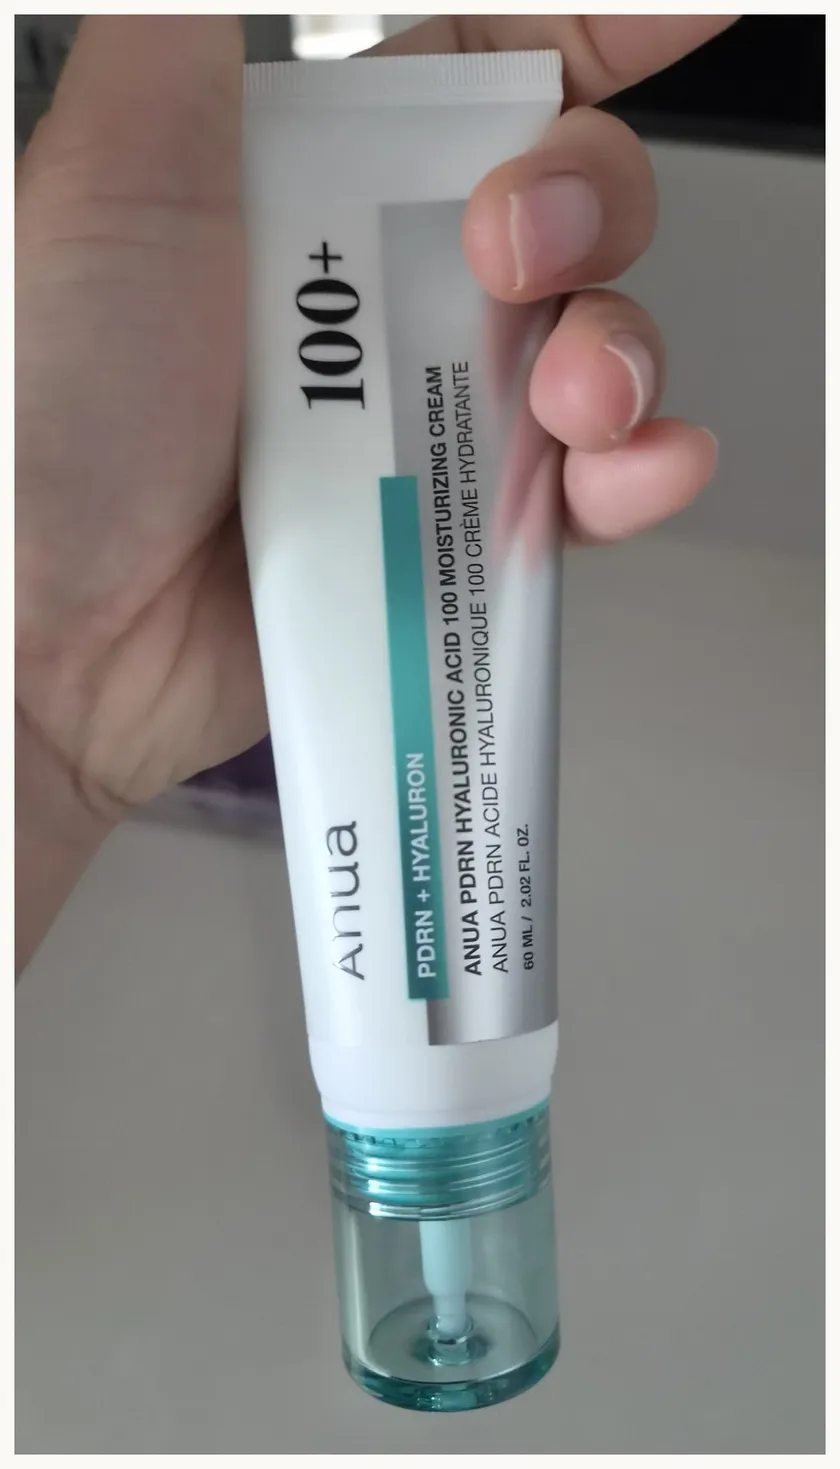 100+
Anua
PDRN + HYALURON
ANUA PDRN HYALURONIC ACID 100 MOISTURIZING CREAM
ANUA PDRN ACIDE HYALURONIQUE 100 CRÈME HYDRATANTE
60 ML / 2.02 FL. OZ.